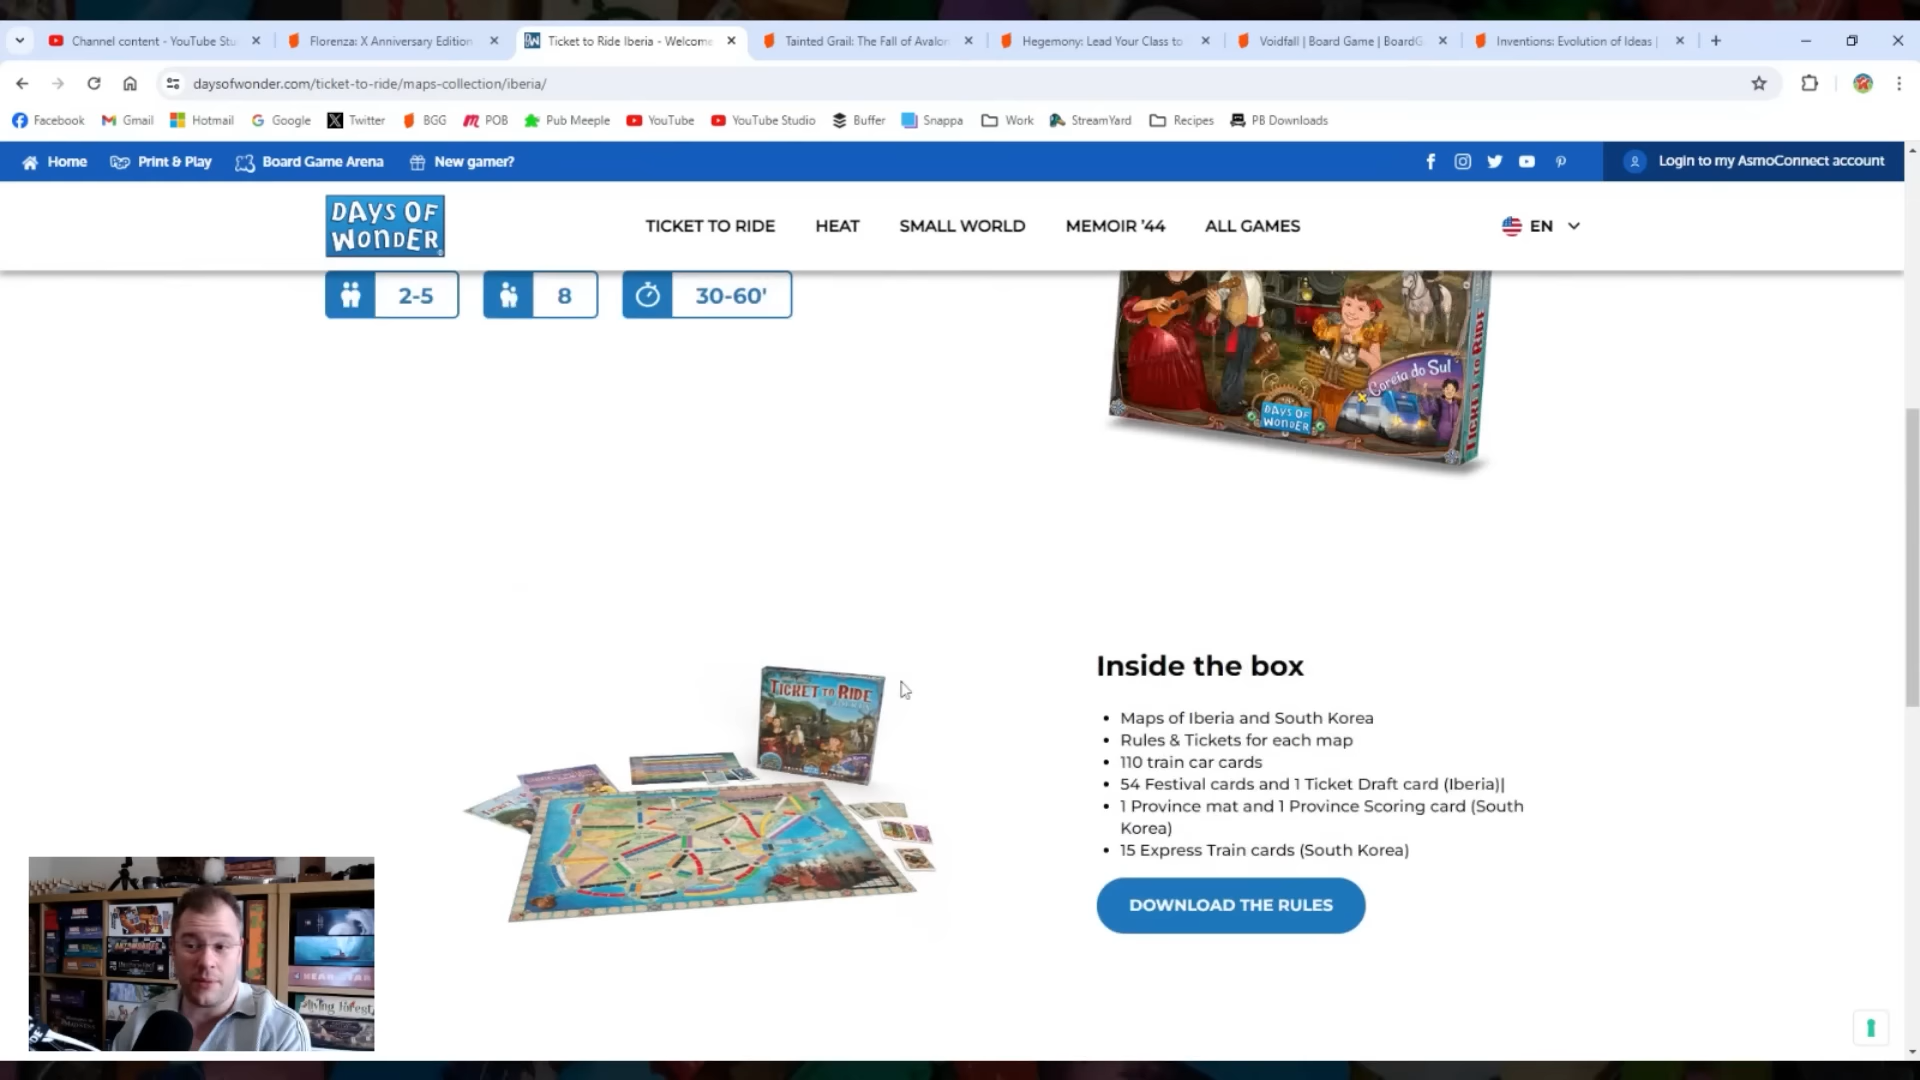 Channel content - YouTube Stu
Florenza: X Anniversary Edition
Ticket to Ride Iberia - Welcome
Tainted Grail: The Fall of Avalon
Hegemony: Lead Your Class to
Voidfall | Board Game | BoardG
Inventions: Evolution of Ideas |
daysofwonder.com/ticket-to-ride/maps-collection/iberia/
Facebook
Gmail
Hotmail
Google
Twitter
BGG
POB
Pub Meeple
YouTube
YouTube Studio
Buffer
Snappa
Work
StreamYard
Recipes
PB Downloads
Home
Print & Play
Board Game Arena
New gamer?
Login to my AsmoConnect account
DAYS OF
WONDER
TICKET TO RIDE
HEAT
SMALL WORLD
MEMOIR '44
ALL GAMES
EN
2-5
8
30-60'
Coreia do Sul
DAYS OF
WONDER
TICKET TO RIDE
TICKET TO RIDE
Inside the box
Maps of Iberia and South Korea
Rules & Tickets for each map
110 train car cards
54 Festival cards and 1 Ticket Draft card (Iberia)|
1 Province mat and 1 Province Scoring card (South
Korea)
15 Express Train cards (South Korea)
DOWNLOAD THE RULES
Living Forest